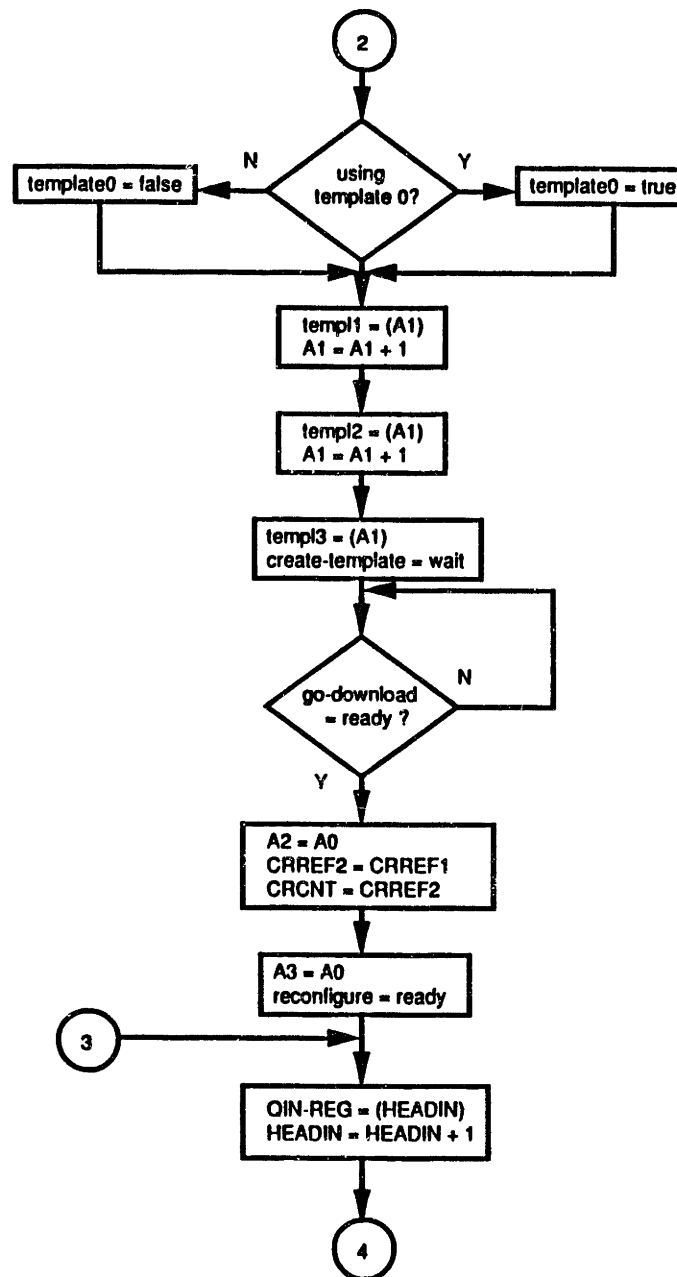 2
N
using
Y
template 0?
template0 = false
template0 = true
templ1 = (A1)
A1 = A1 + 1
templ2 = (A1)
A1 = A1 + 1
templ3 = (A1)
create-template = wait
go-download
= ready ?
N
Y
A2 = A0
CRREF2 = CRREF1
CRCNT = CRREF2
A3 = A0
reconfigure = ready
3
QIN-REG = (HEADIN)
HEADIN = HEADIN + 1
4